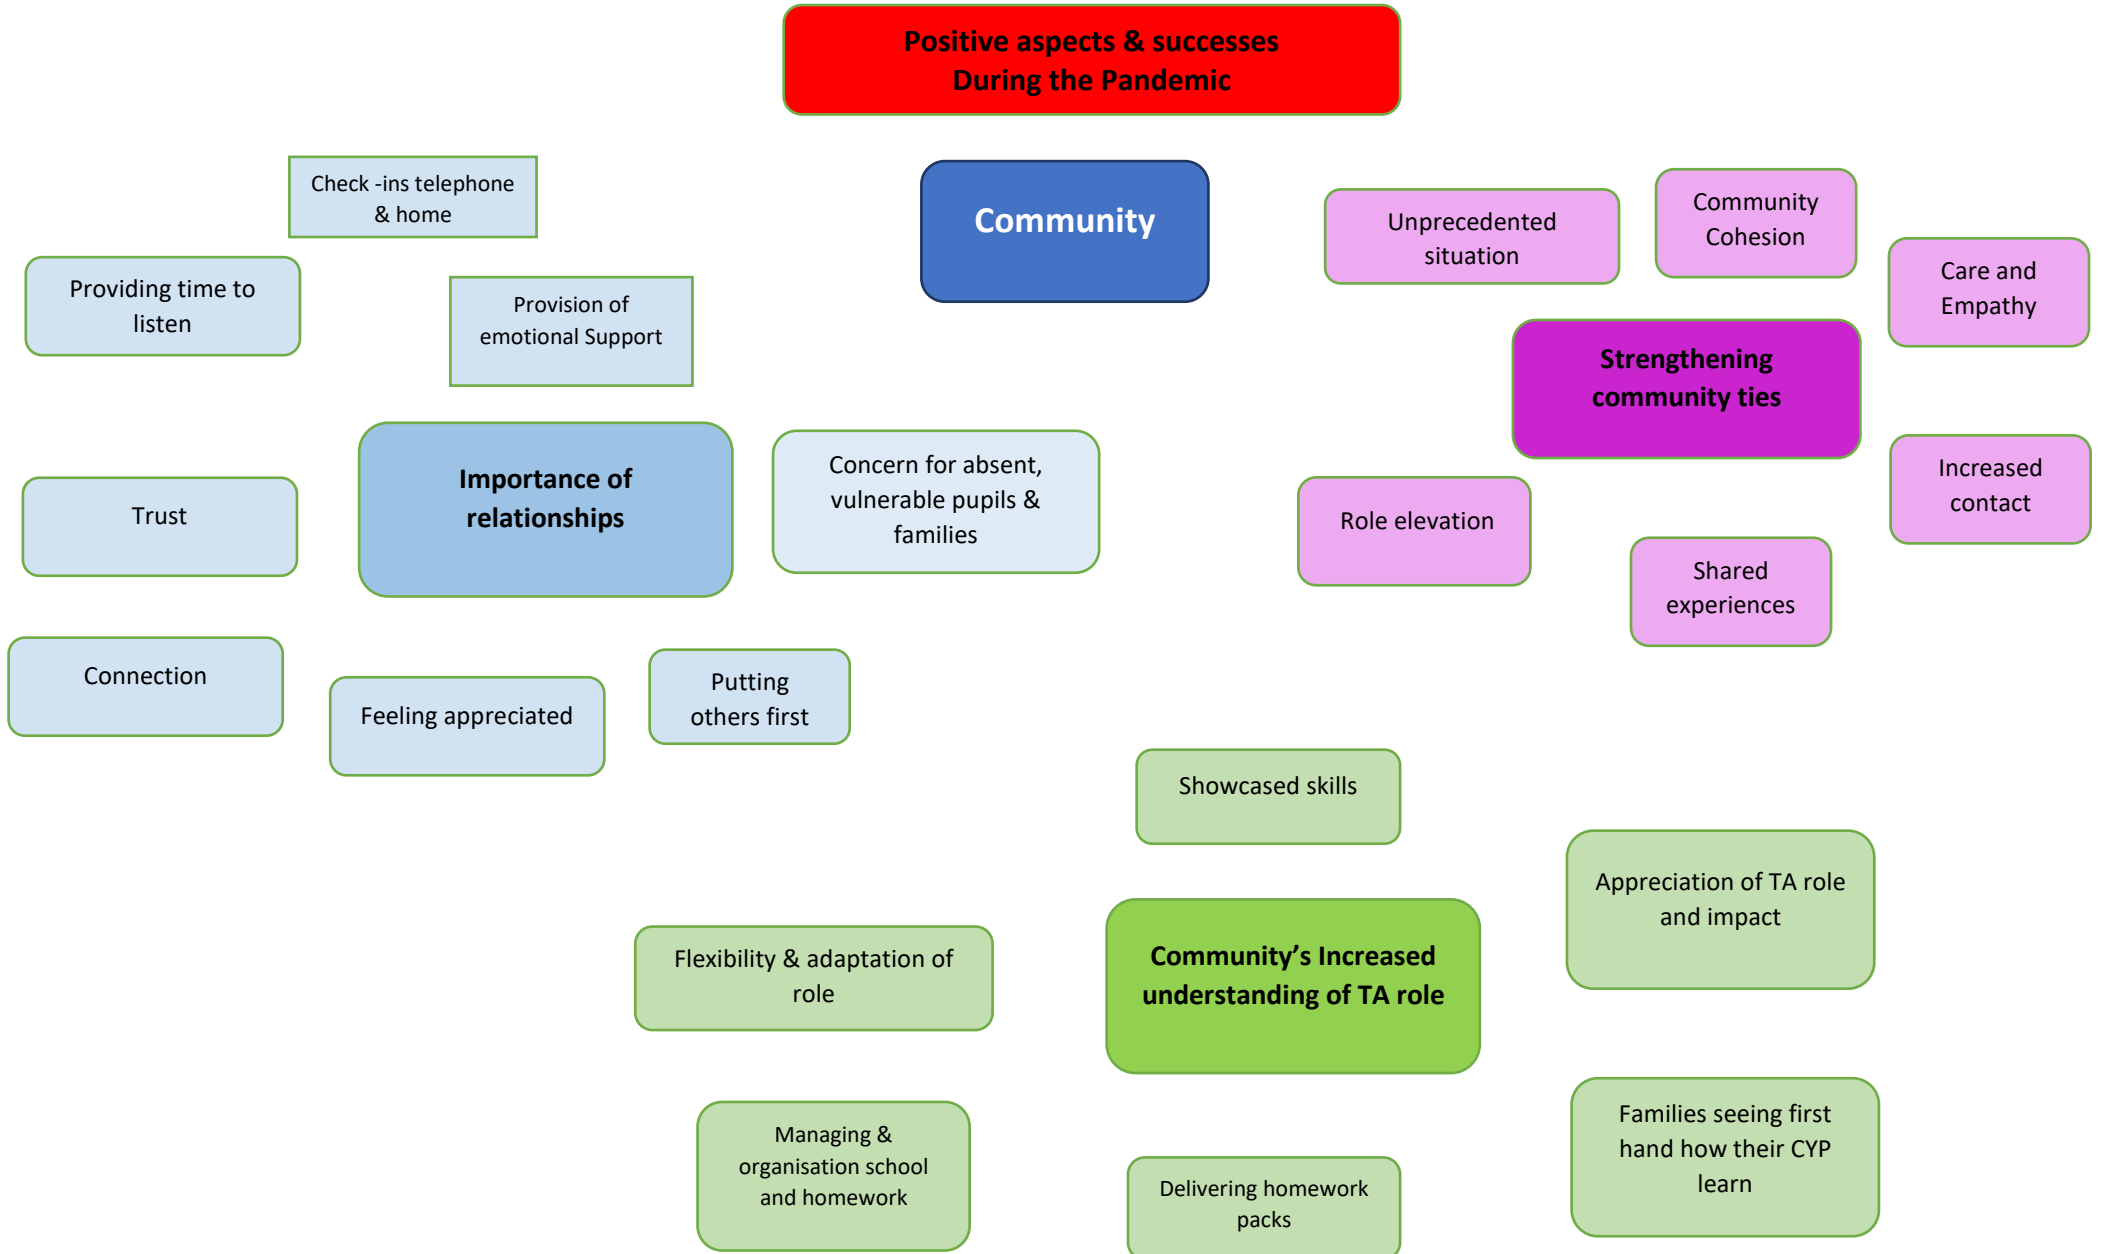 Positive aspects & successes
During the Pandemic
Community
Check -ins telephone
& home
Providing time to
listen
Provision of
emotional Support
Importance of
relationships
Concern for absent,
vulnerable pupils &
families
Trust
Connection
Feeling appreciated
Putting
others first
Unprecedented
situation
Community
Cohesion
Care and
Empathy
Strengthening
community ties
Increased
contact
Role elevation
Shared
experiences
Showcased skills
Appreciation of TA role
and impact
Flexibility & adaptation of
role
Community’s Increased
understanding of TA role
Managing &
organisation school
and homework
Delivering homework
packs
Families seeing first
hand how their CYP
learn